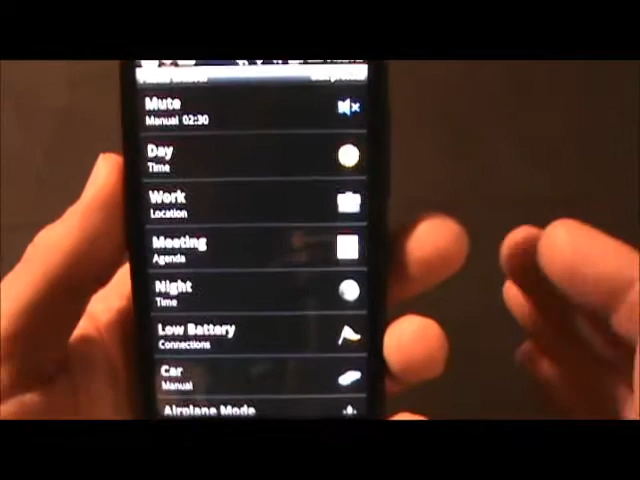 Mute
Manual 02:30
Day
Time
Work
Location
Meeting
Agenda
Night
Time
Low Battery
Connections
Car
Manual
Airplane Mode